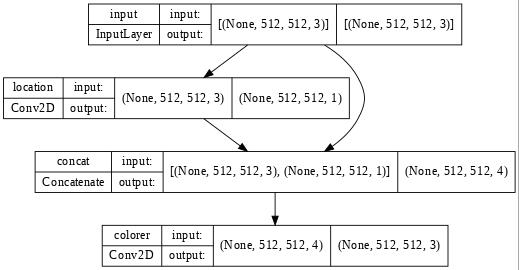 input input: [(None, 512, 512, 3)] [(None, 512, 512, 3)]
InputLayer output:
location input: (None, 512, 512, 3) (None, 512, 512, 1)
Conv2D output:
concat input: [(None, 512, 512, 3), (None, 512, 512, 1)] (None, 512, 512, 4)
Concatenate output:
colorer input: (None, 512, 512, 4) (None, 512, 512, 3)
Conv2D output: